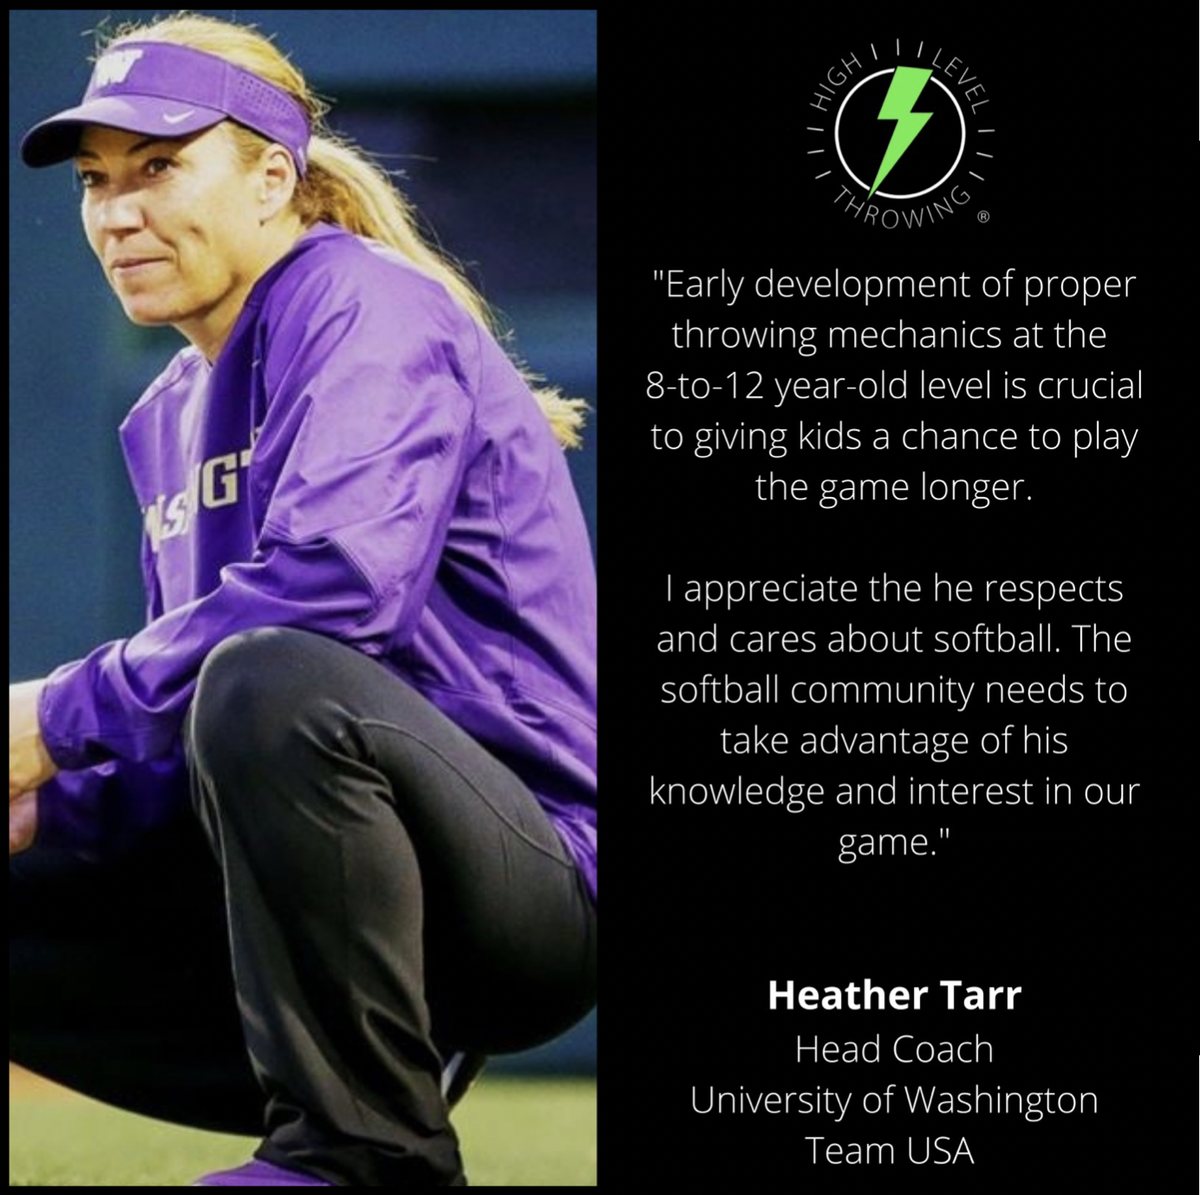 W
WasHINGT
HIGH LEVEL
THROWING ®
"Early development of proper
throwing mechanics at the
8-to-12 year-old level is crucial
to giving kids a chance to play
the game longer.
I appreciate the he respects
and cares about softball. The
softball community needs to
take advantage of his
knowledge and interest in our
game."
Heather Tarr
Head Coach
University of Washington
Team USA